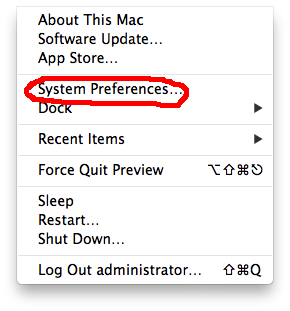 About This Mac
Software Update...
App Store...
System Preferences...
Dock ▶
Recent Items ▶
Force Quit Preview ⌥⇧⌘⎋
Sleep
Restart...
Shut Down...
Log Out administrator... ⇧⌘Q